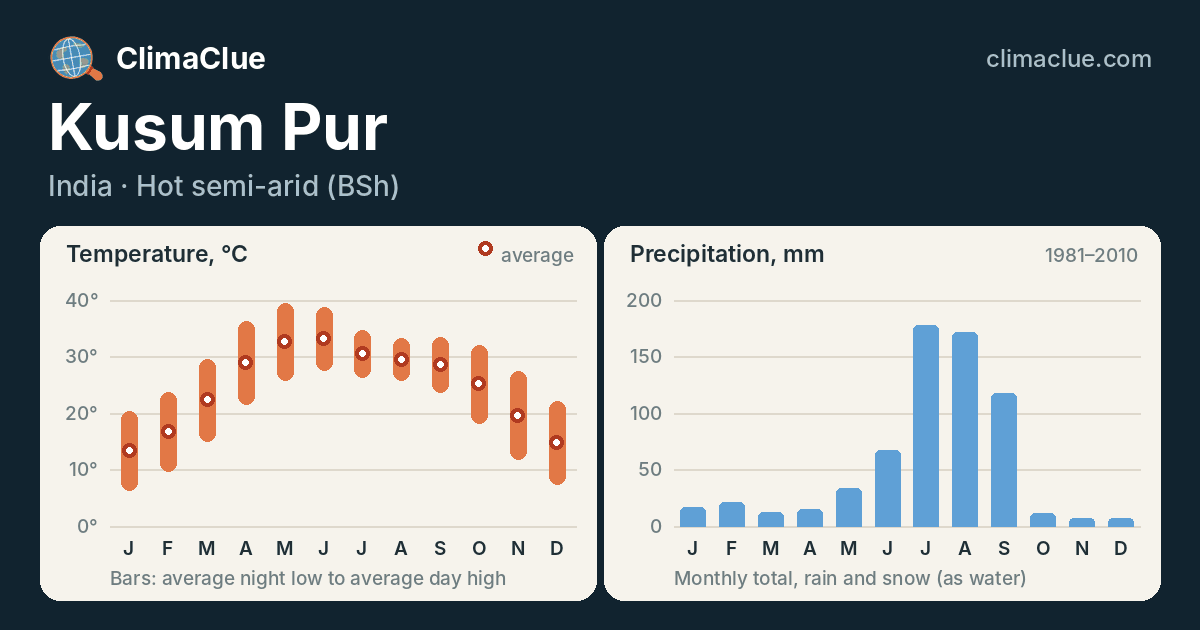 ClimaClue
climaclue.com
Kusum Pur
India · Hot semi-arid (BSh)
Temperature, °C
average
40°
30°
20°
10°
0°
J F M A M J J A S O N D
Bars: average night low to average day high
Precipitation, mm
1981–2010
200
150
100
50
0
J F M A M J J A S O N D
Monthly total, rain and snow (as water)